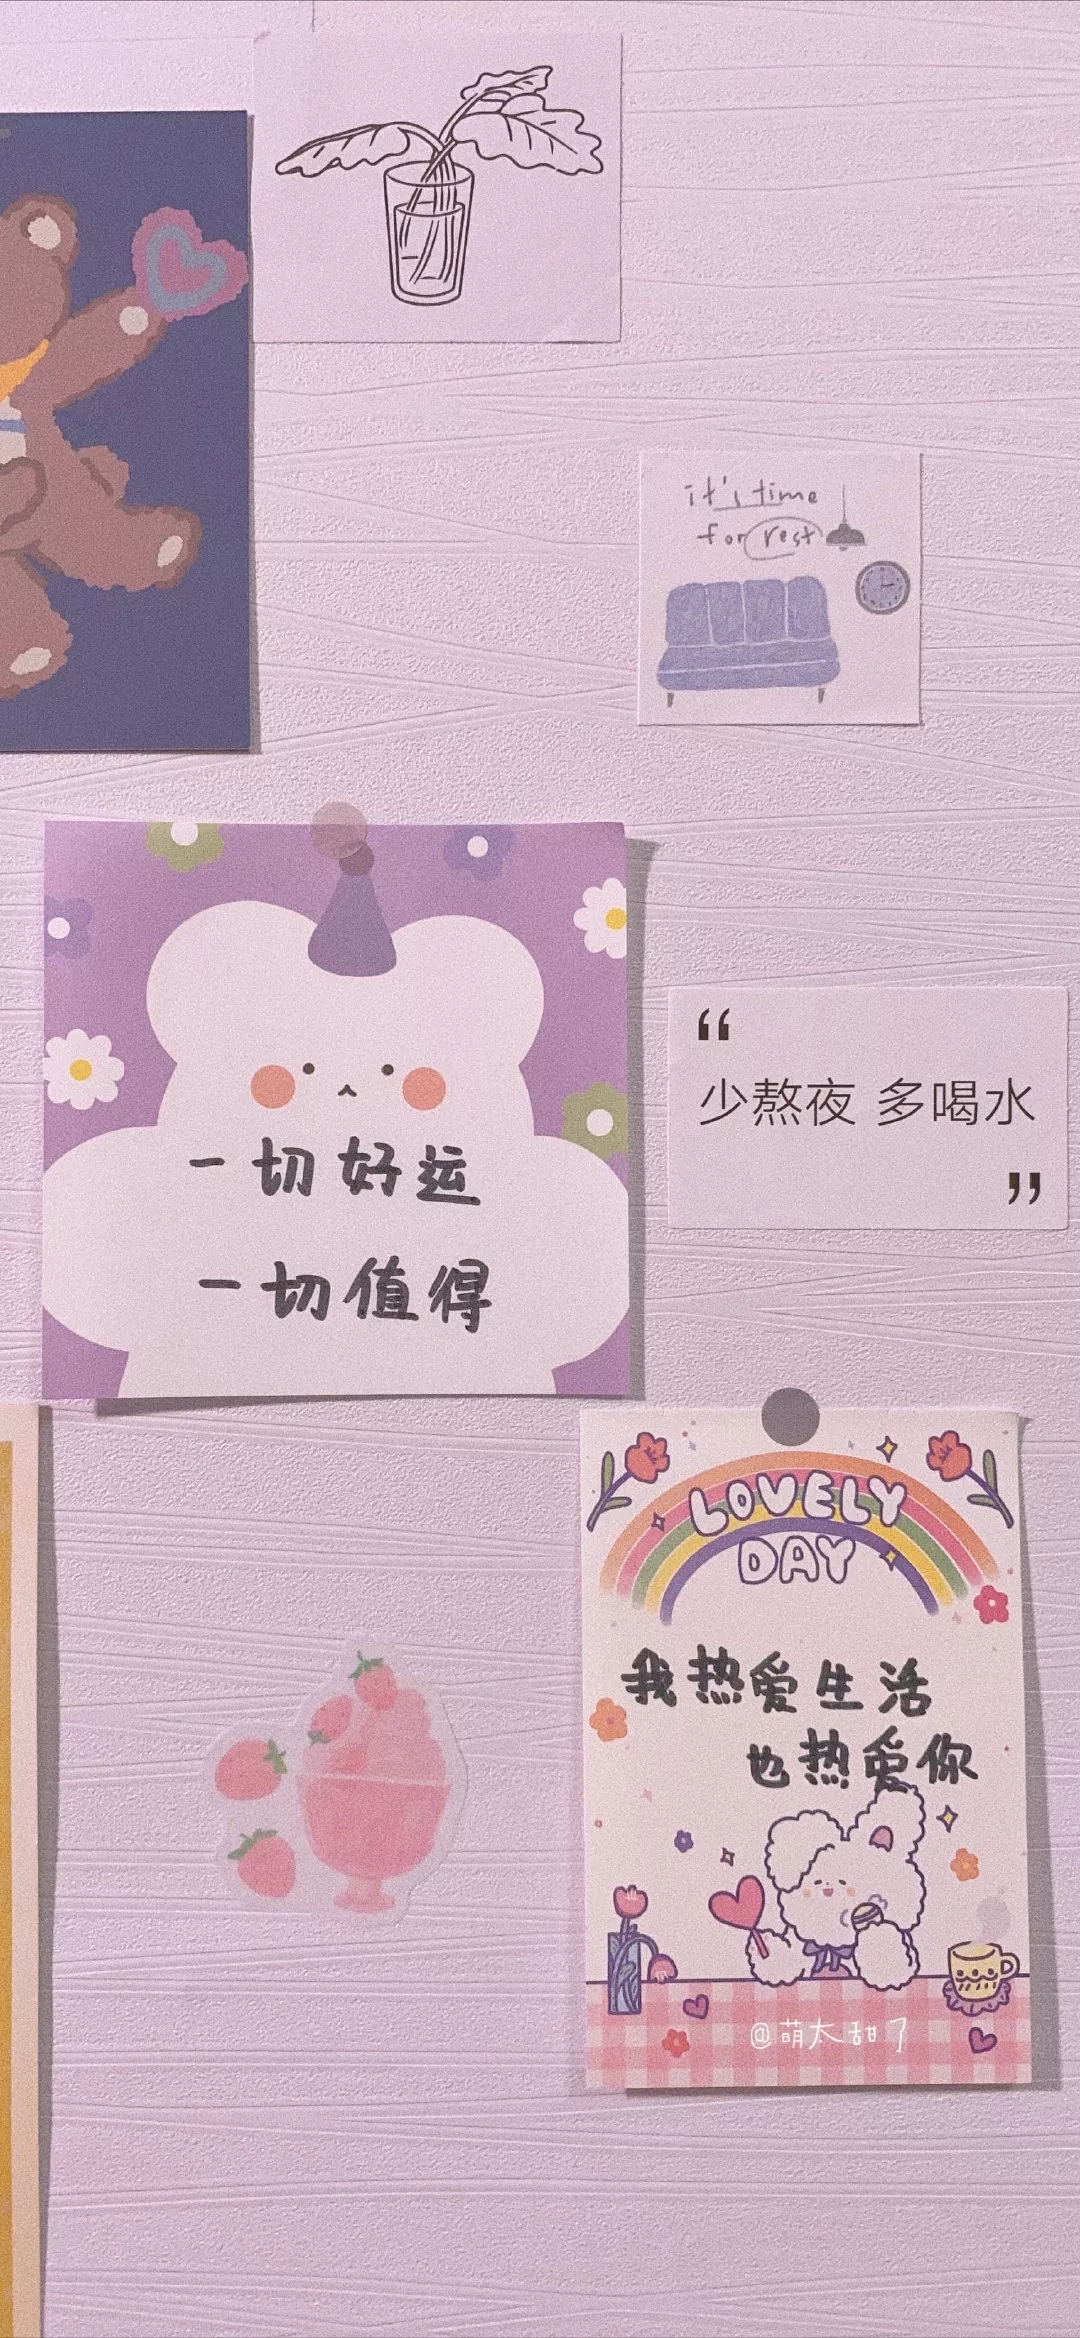 it's time
for rest
一切好运
一切值得
“
少熬夜 多喝水
”
LOVELY
DAY
我热爱生活
也热爱你
@萌太甜了